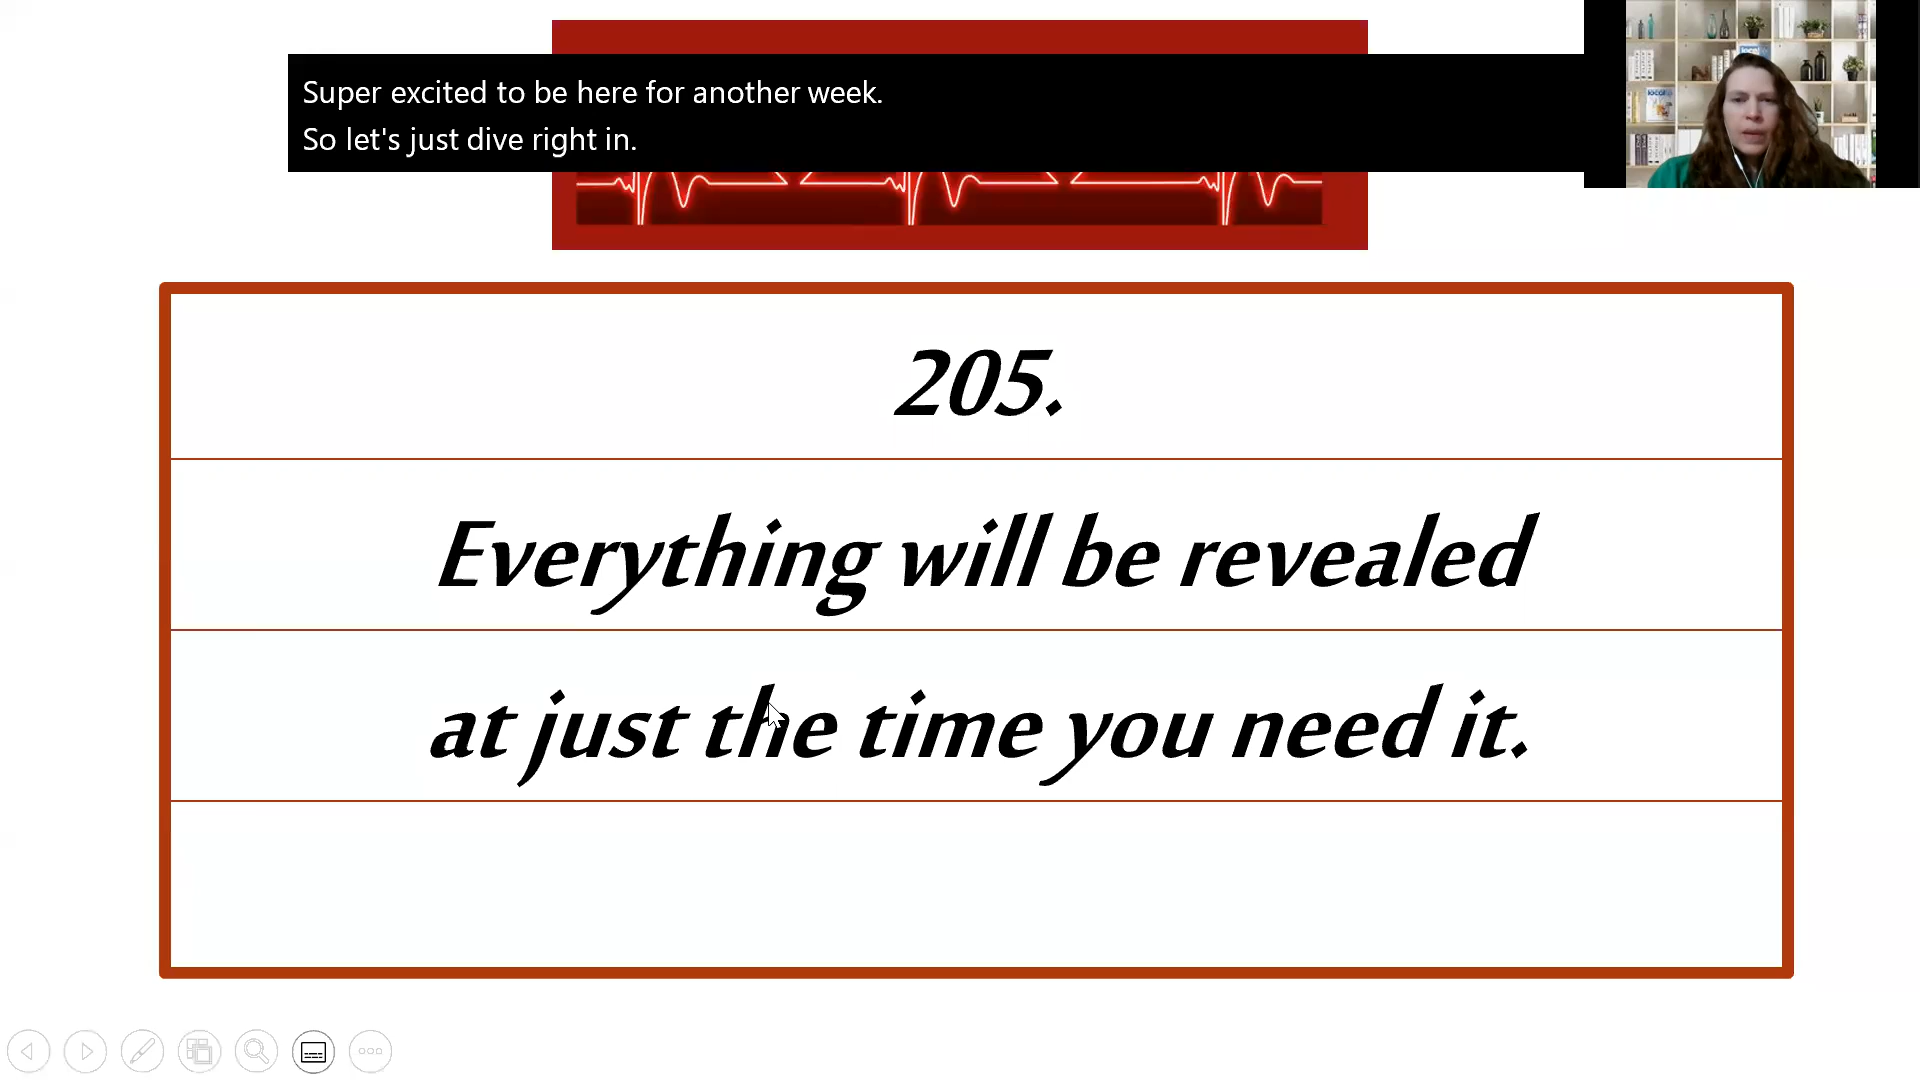 Super excited to be here for another week.
So let's just dive right in.
205.
Everything will be revealed
at just the time you need it.